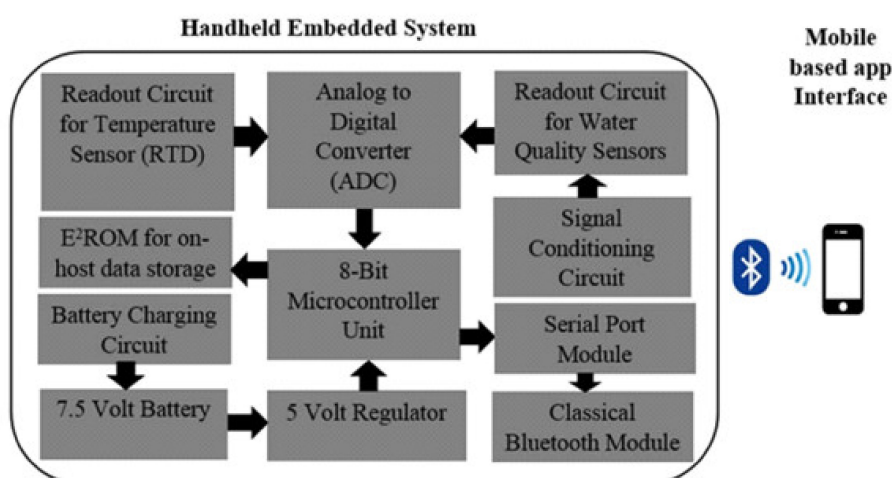 Handheld Embedded System
Mobile
based app
Interface
Readout Circuit
for Temperature
Sensor (RTD)
Analog to
Digital
Converter
(ADC)
Readout Circuit
for Water
Quality Sensors
E²ROM for on-
host data storage
8-Bit
Microcontroller
Unit
Signal
Conditioning
Circuit
Battery Charging
Circuit
Serial Port
Module
7.5 Volt Battery
5 Volt Regulator
Classical
Bluetooth Module